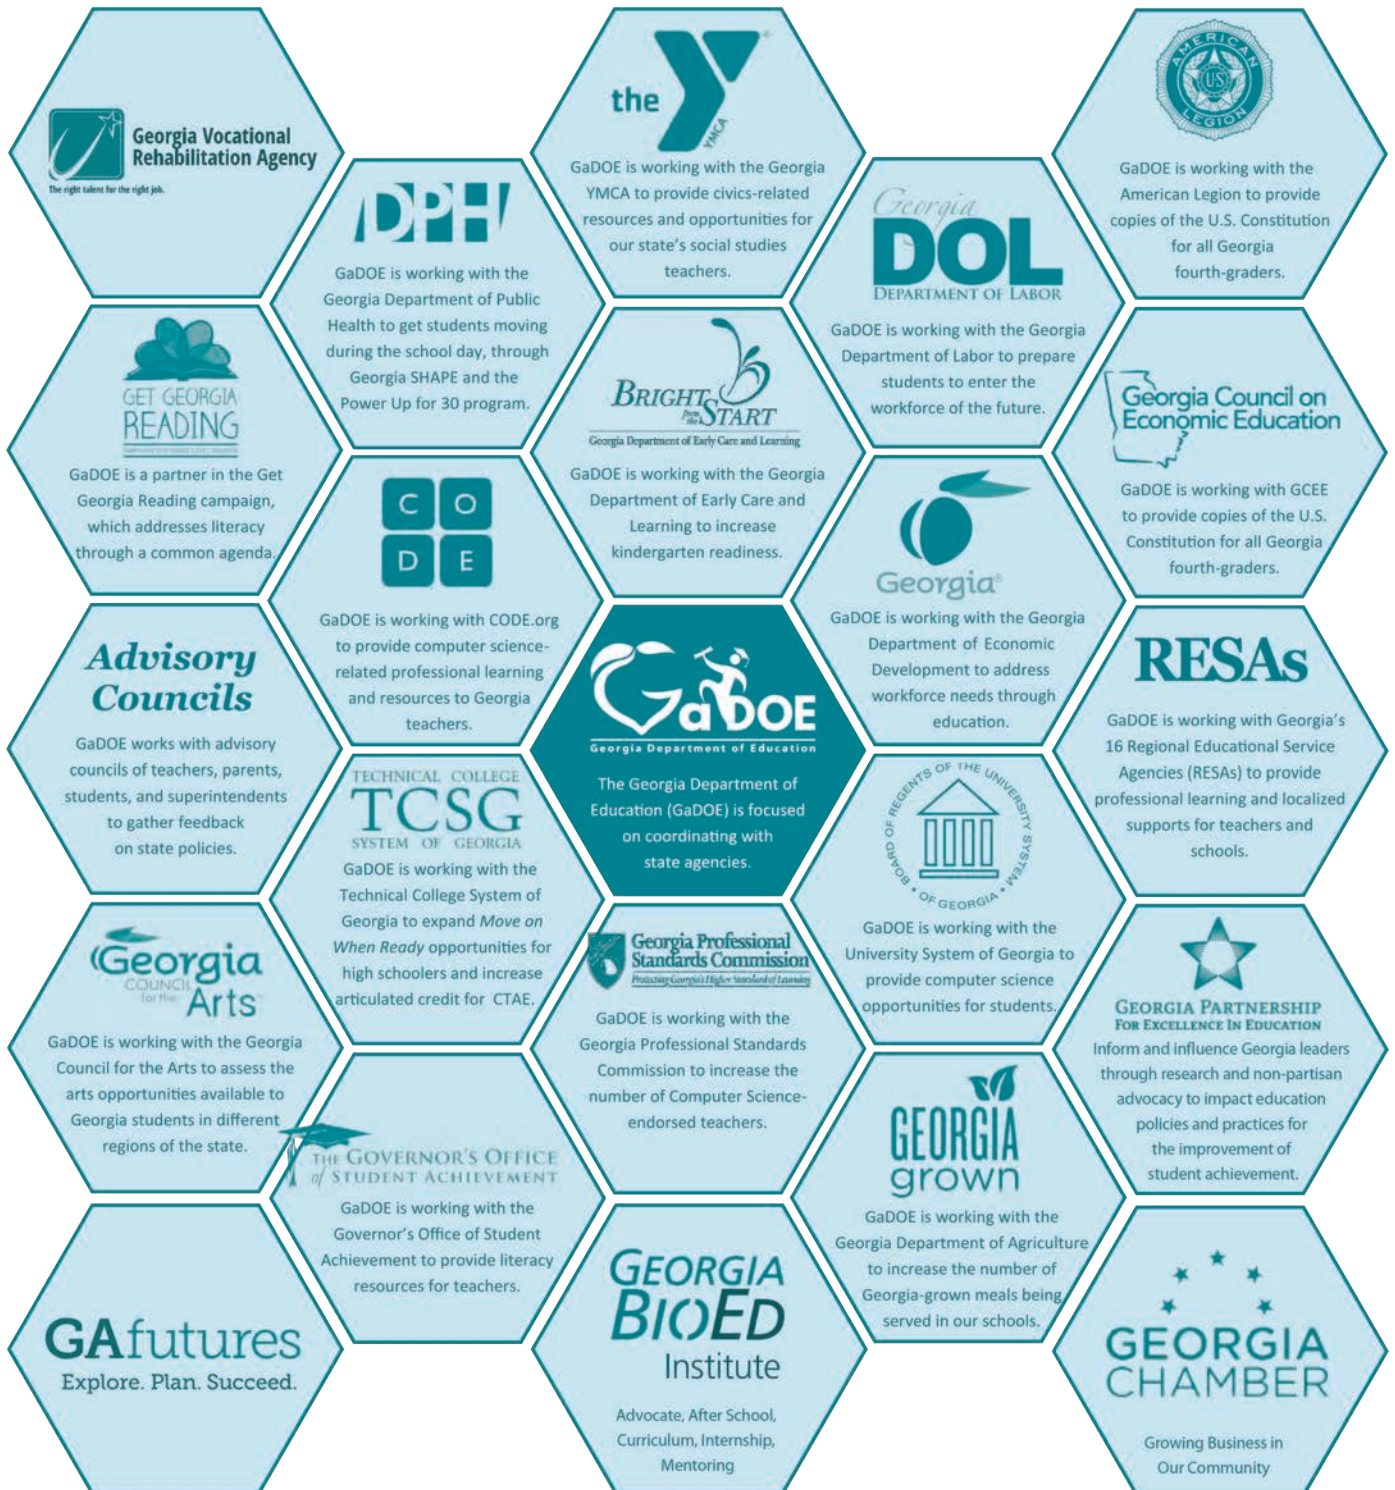 Georgia Vocational
Rehabilitation Agency
The right talent for the right job.
the
YMCA
GaDOE is working with the Georgia
YMCA to provide civics-related
resources and opportunities for
our state's social studies
teachers.
AMERICAN
U·S
LEGION
GaDOE is working with the
American Legion to provide
copies of the U.S. Constitution
for all Georgia
fourth-graders.
DPH
GaDOE is working with the
Georgia Department of Public
Health to get students moving
during the school day, through
Georgia SHAPE and the
Power Up for 30 program.
Georgia
DOL
DEPARTMENT OF LABOR
GaDOE is working with the Georgia
Department of Labor to prepare
students to enter the
workforce of the future.
GET GEORGIA
READING
GaDOE is a partner in the Get
Georgia Reading campaign,
which addresses literacy
through a common agenda.
BRIGHT
from the
START
Georgia Department of Early Care and Learning
GaDOE is working with the Georgia
Department of Early Care and
Learning to increase
kindergarten readiness.
Georgia Council on
Economic Education
GaDOE is working with GCEE
to provide copies of the U.S.
Constitution for all Georgia
fourth-graders.
C O
D E
GaDOE is working with CODE.org
to provide computer science-
related professional learning
and resources to Georgia
teachers.
Georgia®
GaDOE is working with the Georgia
Department of Economic
Development to address
workforce needs through
education.
Advisory
Councils
GaDOE works with advisory
councils of teachers, parents,
students, and superintendents
to gather feedback
on state policies.
GaDOE
Georgia Department of Education
The Georgia Department of
Education (GaDOE) is focused
on coordinating with
state agencies.
RESAs
GaDOE is working with Georgia's
16 Regional Educational Service
Agencies (RESAs) to provide
professional learning and localized
supports for teachers and
schools.
TECHNICAL COLLEGE
TCSG
SYSTEM OF GEORGIA
GaDOE is working with the
Technical College System of
Georgia to expand Move on
When Ready opportunities for
high schoolers and increase
articulated credit for CTAE.
BOARD OF REGENTS OF THE UNIVERSITY SYSTEM
• OF GEORGIA •
GaDOE is working with the
University System of Georgia to
provide computer science
opportunities for students.
Georgia
COUNCIL
for the
Arts
GaDOE is working with the Georgia
Council for the Arts to assess the
arts opportunities available to
Georgia students in different
regions of the state.
Georgia Professional
Standards Commission
Protecting Georgia's Higher Standard of Learning
GaDOE is working with the
Georgia Professional Standards
Commission to increase the
number of Computer Science-
endorsed teachers.
GEORGIA PARTNERSHIP
FOR EXCELLENCE IN EDUCATION
Inform and influence Georgia leaders
through research and non-partisan
advocacy to impact education
policies and practices for
the improvement of
student achievement.
THE GOVERNOR'S OFFICE
of STUDENT ACHIEVEMENT
GaDOE is working with the
Governor's Office of Student
Achievement to provide literacy
resources for teachers.
GEORGIA
grown
GaDOE is working with the
Georgia Department of Agriculture
to increase the number of
Georgia-grown meals being
served in our schools.
GAfutures
Explore. Plan. Succeed.
GEORGIA
BIOED
Institute
Advocate, After School,
Curriculum, Internship,
Mentoring
GEORGIA
CHAMBER
Growing Business in
Our Community